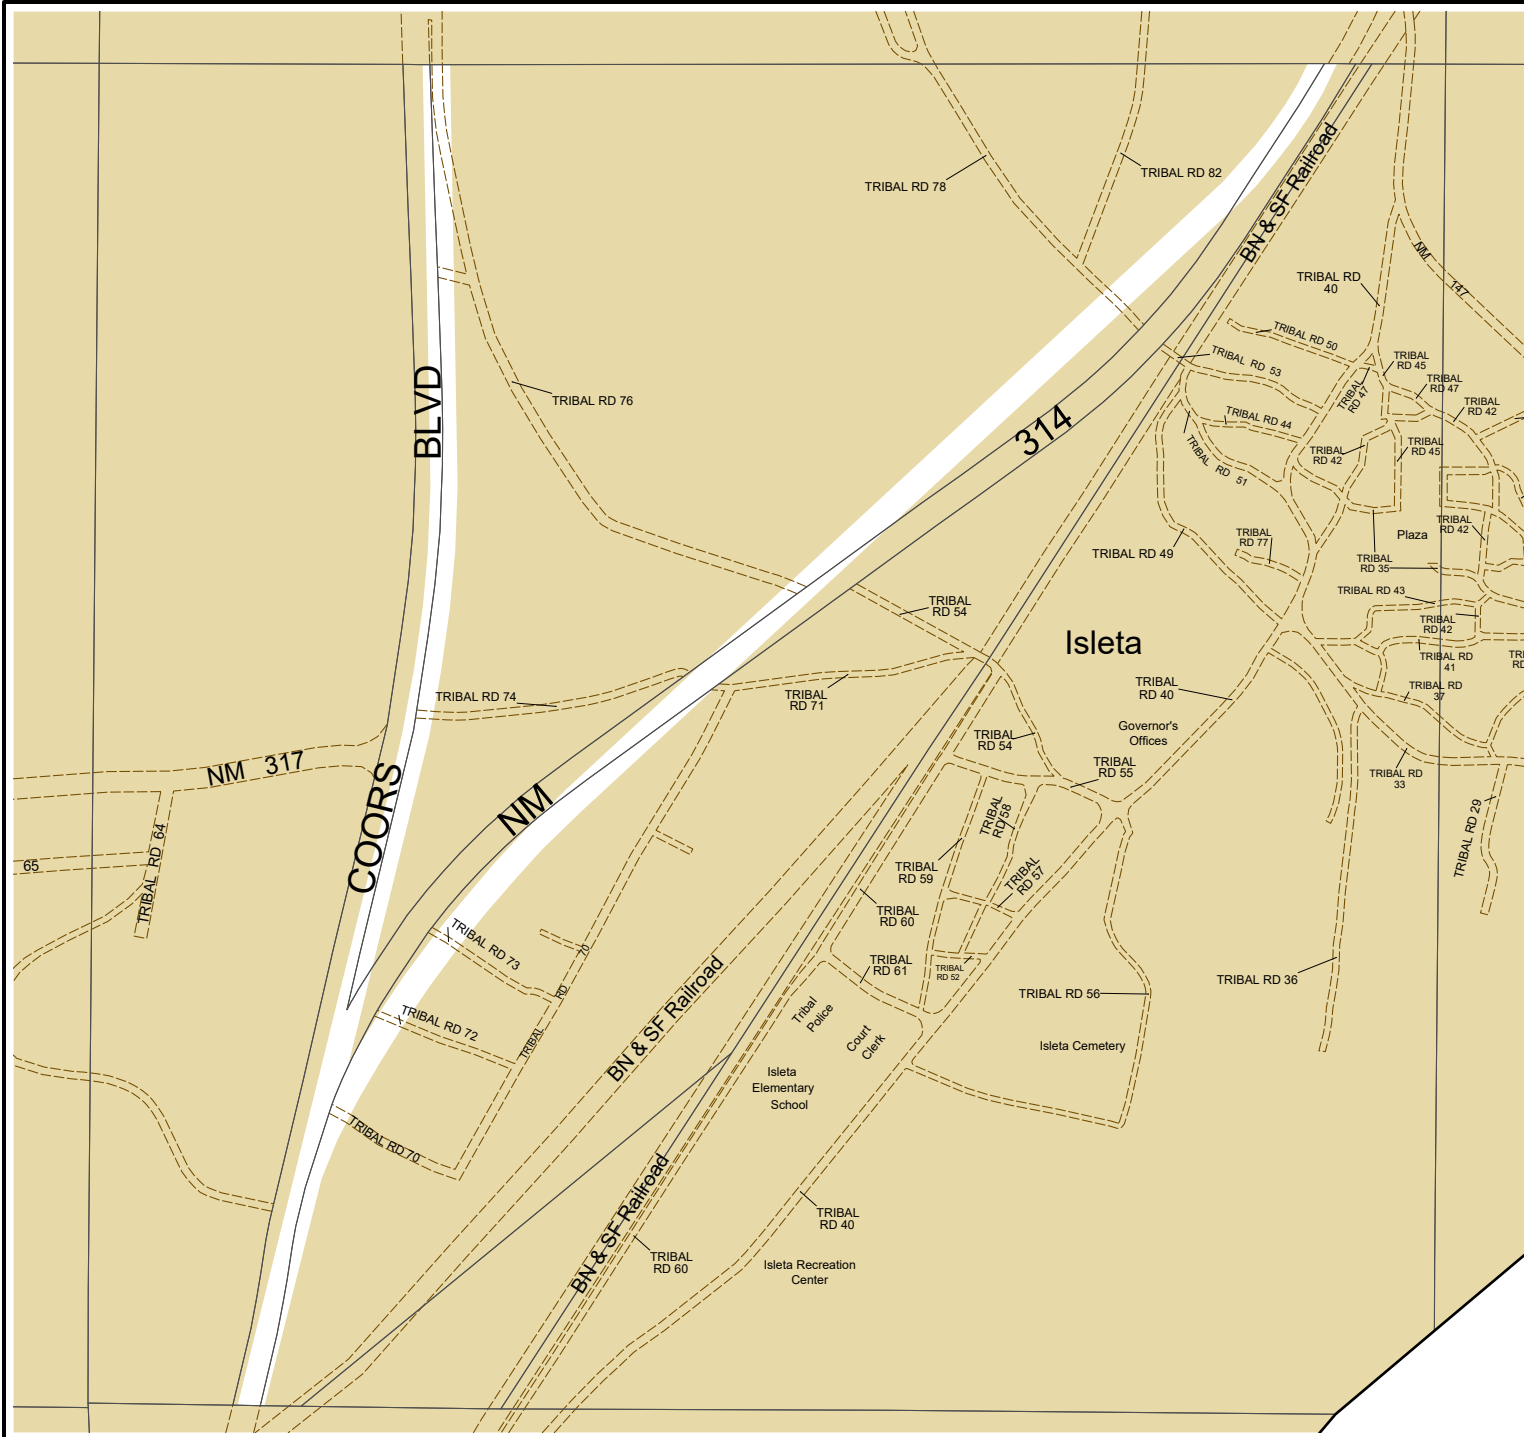 TRIBAL RD 78
TRIBAL RD 82
BN & SF Railroad
NM 147
TRIBAL RD
40
TRIBAL RD 50
TRIBAL RD 53
TRIBAL
RD 45
TRIBAL
RD 47
TRIBAL
RD 47
TRIBAL
RD 42
TRIBAL RD 76
BLVD
314
TRIBAL RD 44
TRIBAL
RD 42
TRIBAL
RD 45
TRIBAL RD 51
TRIBAL
RD 77
TRIBAL RD 49
Plaza
TRIBAL
RD 42
TRIBAL
RD 35
TRIBAL RD 43
TRIBAL
RD 42
TRIBAL
RD 54
Isleta
TRIBAL RD
41
TRIBAL RD
37
TRIBAL
RD 40
TRIBAL RD 74
TRIBAL
RD 71
Governor's
Offices
TRIBAL
RD 54
TRIBAL
RD 55
NM 317
TRIBAL RD
33
COORS
NM
TRIBAL RD 64
65
TRIBAL
RD 58
TRIBAL
RD 59
TRIBAL
RD 57
TRIBAL RD 29
TRIBAL
RD 60
TRIBAL RD 73
TRIBAL
RD 61
TRIBAL
RD 52
TRIBAL RD 56
TRIBAL RD 36
TRIBAL RD 70
BN & SF Railroad
Tribal
Police
Court
Clerk
TRIBAL RD 72
Isleta Cemetery
Isleta
Elementary
School
TRIBAL RD 70
BN & SF Railroad
TRIBAL
RD 40
TRIBAL
RD 60
Isleta Recreation
Center